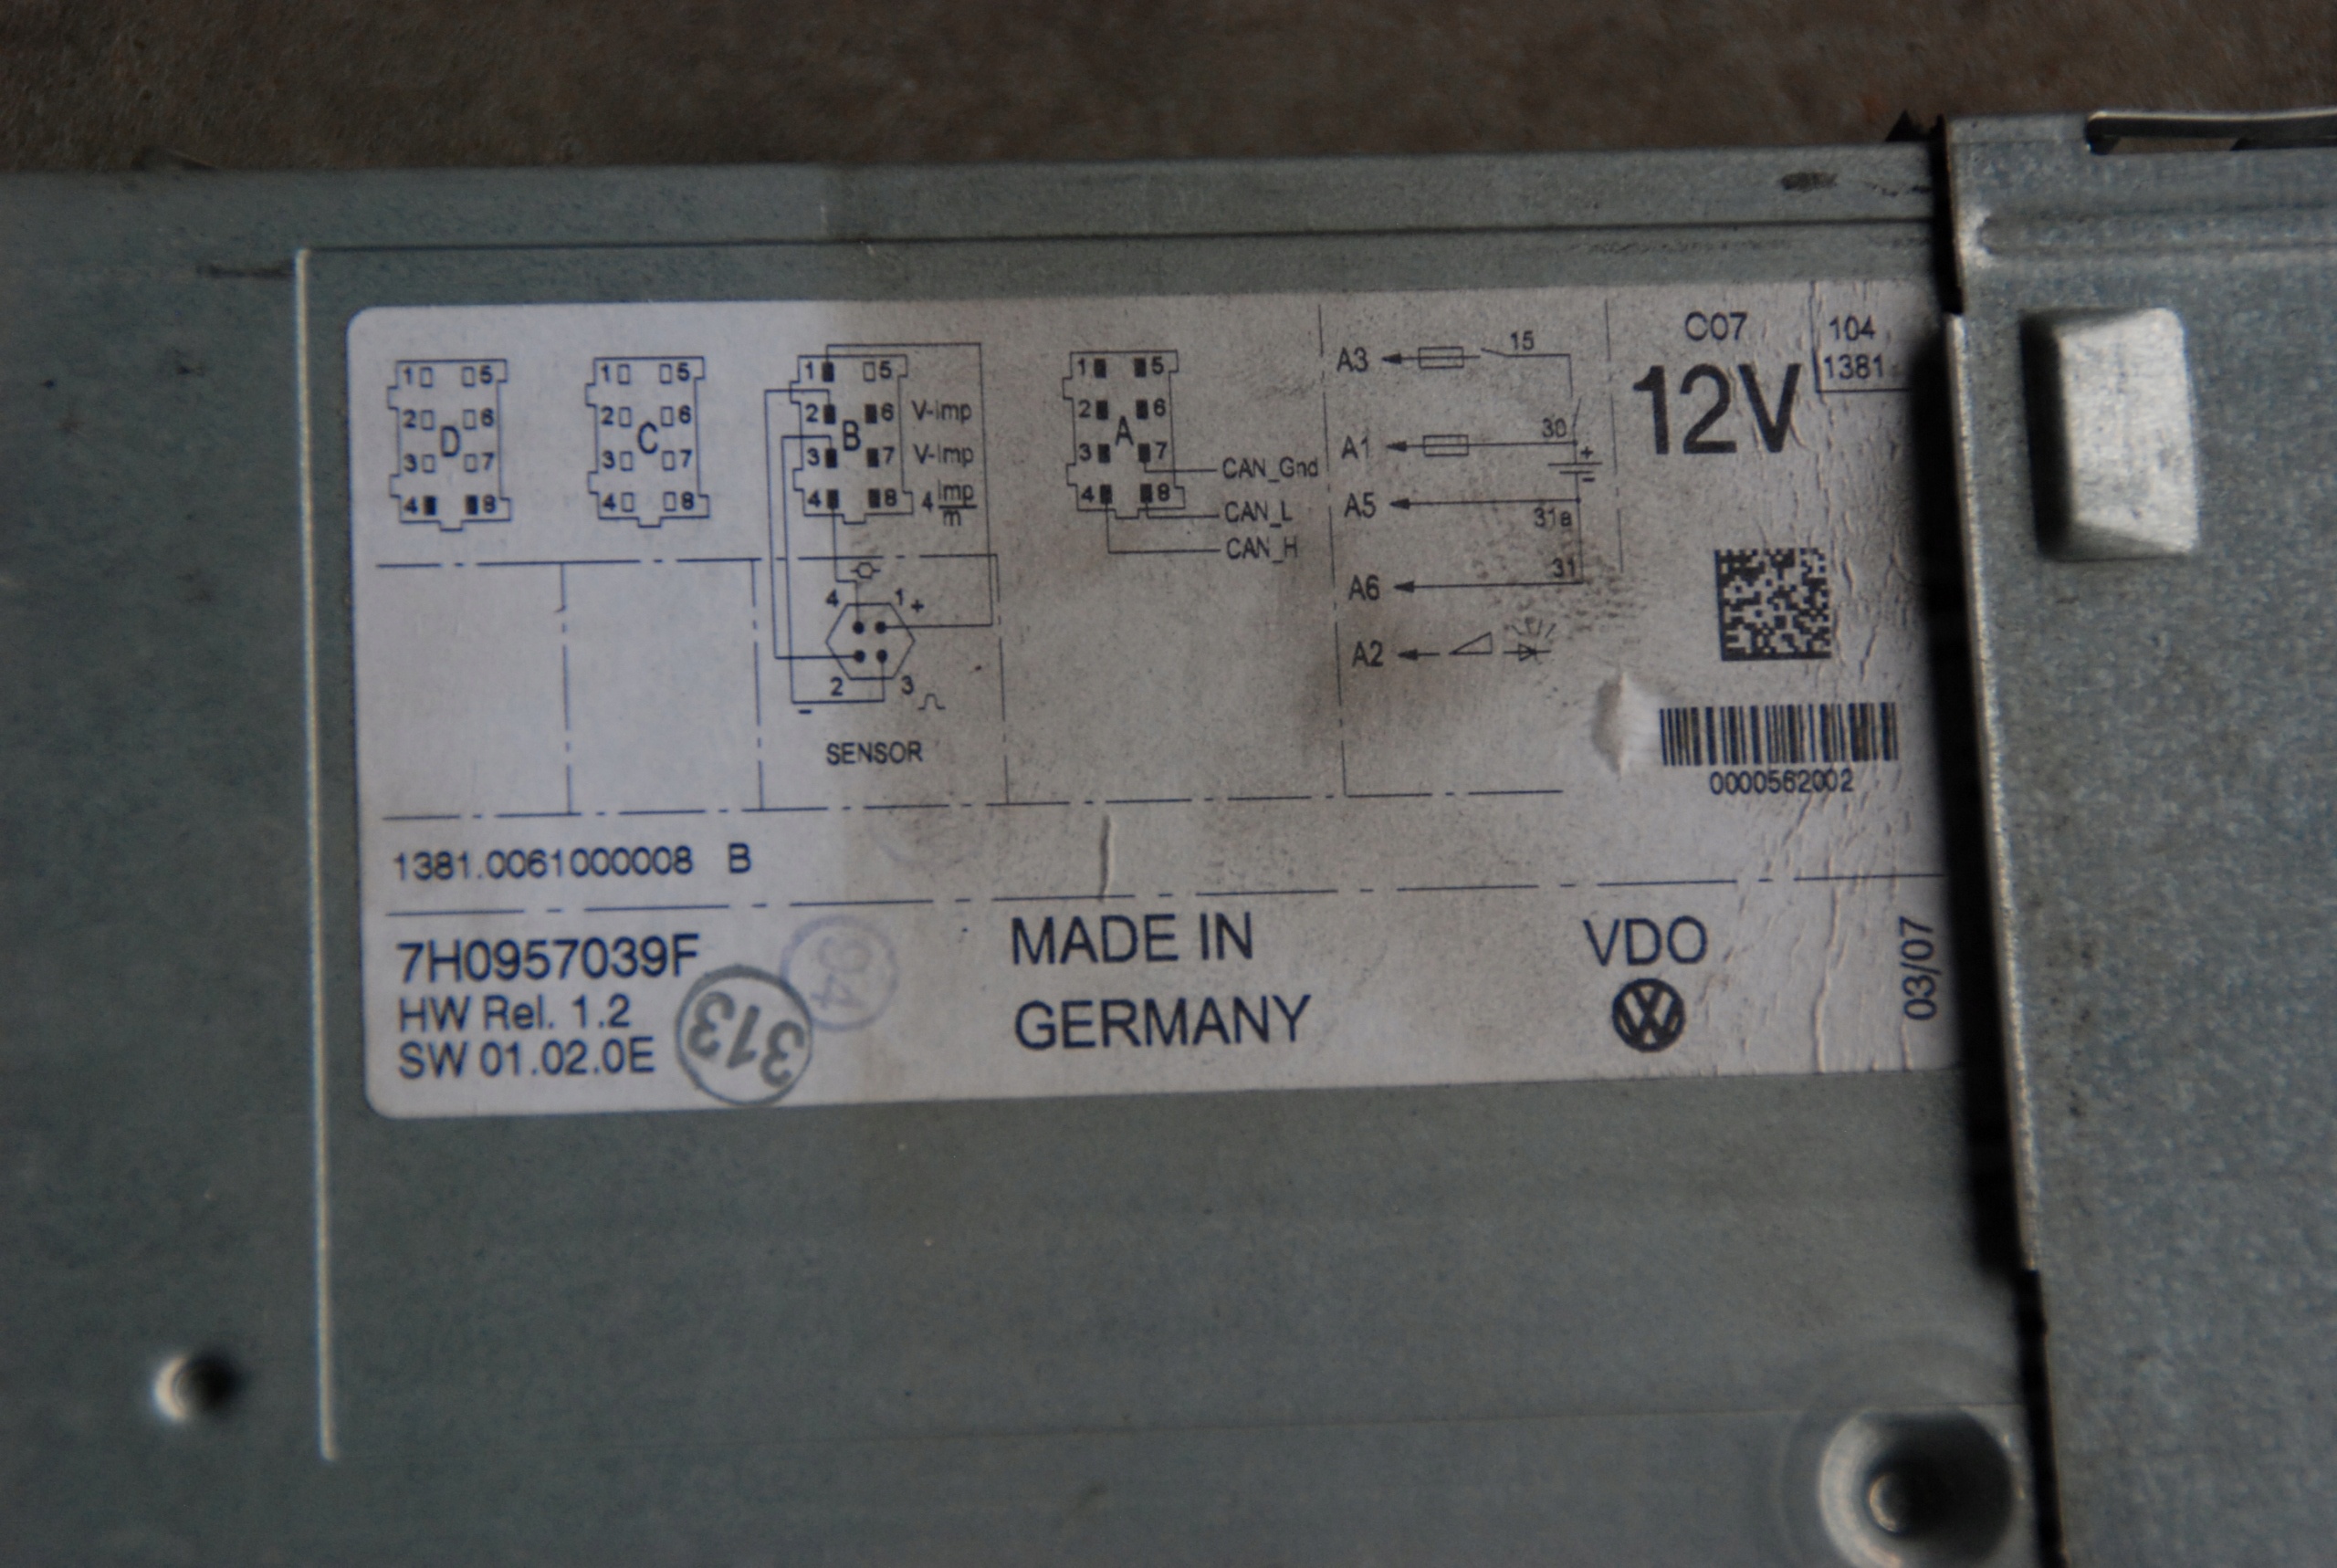 1 5
2 6
D
3 7
4 8
1 5
2 6
C
3 7
4 8
1 5
2 6 V-Imp
B
3 7 V-Imp
4 8 4 Imp/m
1 5
2 6
A
3 7
4 8
CAN_Gnd
CAN_L
CAN_H
4 1 +
2 3
-
SENSOR
A3 15
A1 30
+
-
A5 31a
A6 31
A2
C07
12V
104
1381
0000562002
1381.0061000008 B
7H0957039F
HW Rel. 1.2
SW 01.02.0E
313
94
MADE IN
GERMANY
VDO
VW
03/07